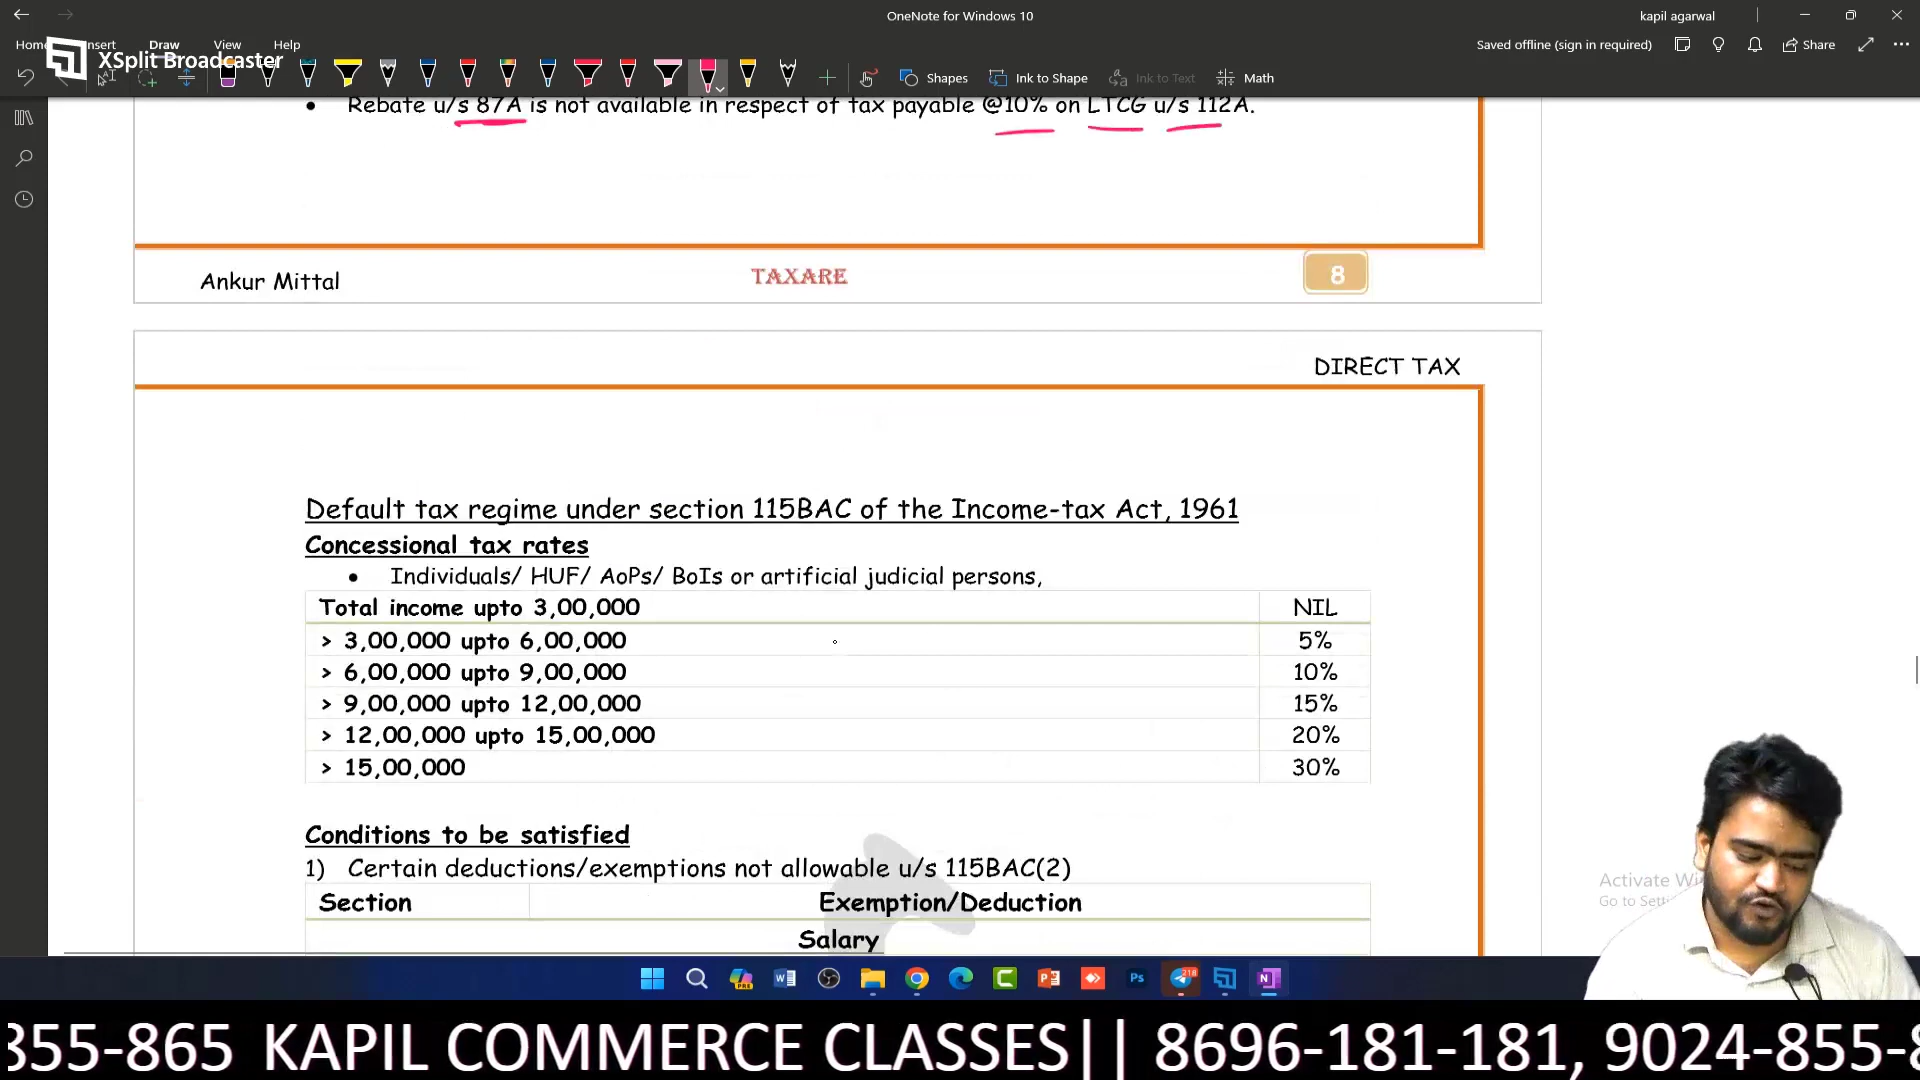 OneNote for Windows 10
kapil agarwal
Home Insert Draw View Help
Saved offline (sign in required)
Share
XSplit Broadcaster
Shapes
Ink to Shape
Ink to Text
Math
• Rebate u/s 87A is not available in respect of tax payable @10% on LTCG u/s 112A.
Ankur Mittal
TAXARE
8
DIRECT TAX
Default tax regime under section 115BAC of the Income-tax Act, 1961
Concessional tax rates
• Individuals/ HUF/ AoPs/ BoIs or artificial judicial persons,
Total income upto 3,00,000 NIL
> 3,00,000 upto 6,00,000 5%
> 6,00,000 upto 9,00,000 10%
> 9,00,000 upto 12,00,000 15%
> 12,00,000 upto 15,00,000 20%
> 15,00,000 30%
Conditions to be satisfied
1) Certain deductions/exemptions not allowable u/s 115BAC(2)
Section Exemption/Deduction
Salary
Activate Wi
Go to Setti
855-865 KAPIL COMMERCE CLASSES|| 8696-181-181, 9024-855-8